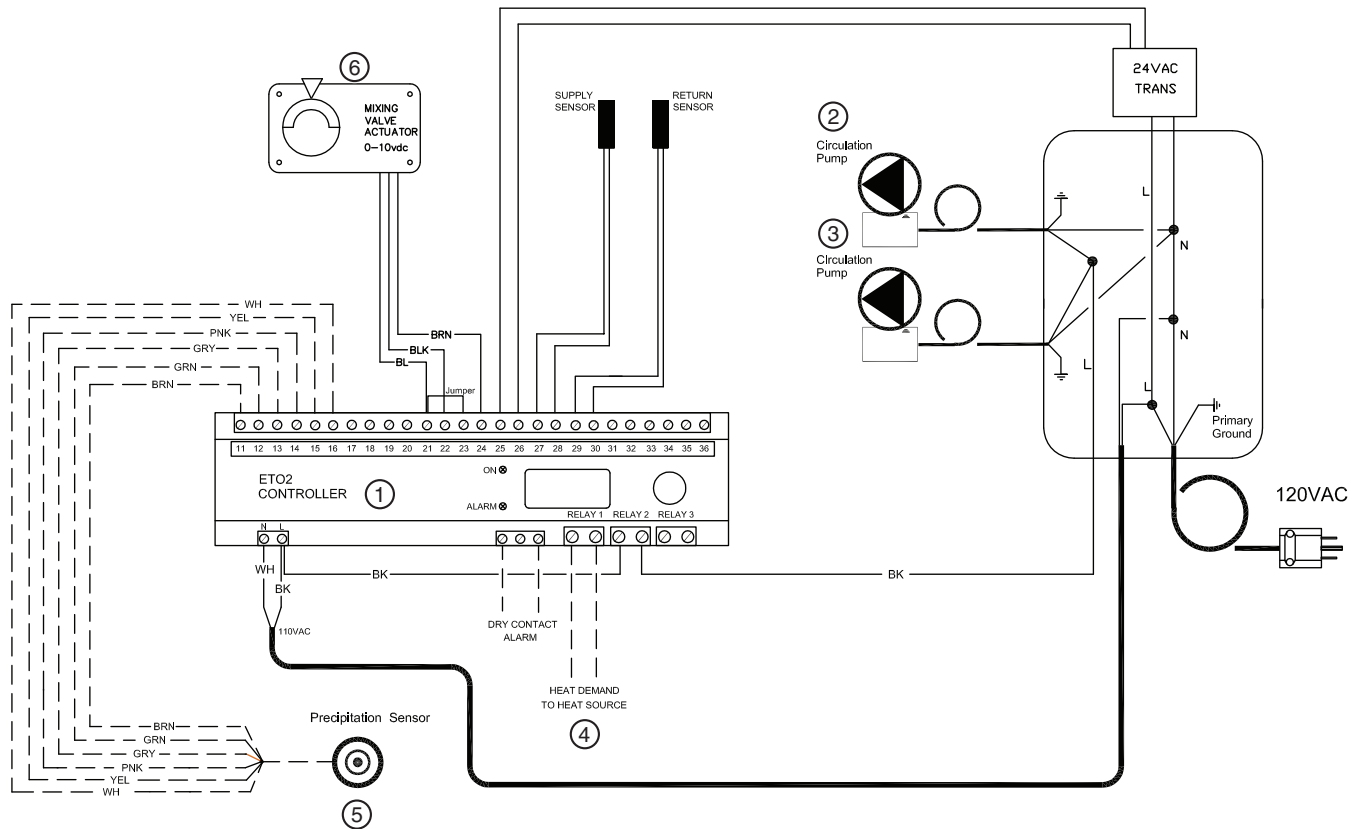 6
MIXING
VALVE
ACTUATOR
0-10vdc
SUPPLY
SENSOR
RETURN
SENSOR
24VAC
TRANS
2
Circulation
Pump
3
CIrculation
Pump
L
N
N
L
L
Primary
Ground
120VAC
WH
YEL
PNK
GRY
GRN
BRN
BRN
BLK
BL
Jumper
11 12 13 14 15 16 17 18 19 20 21 22 23 24 25 26 27 28 29 30 31 32 33 34 35 36
ETO2
CONTROLLER
1
ON
ALARM
RELAY 1 RELAY 2 RELAY 3
N L
WH
BK
BK
BK
110VAC
DRY CONTACT
ALARM
HEAT DEMAND
TO HEAT SOURCE
4
Precipitation Sensor
5
BRN
GRN
GRY
PNK
YEL
WH